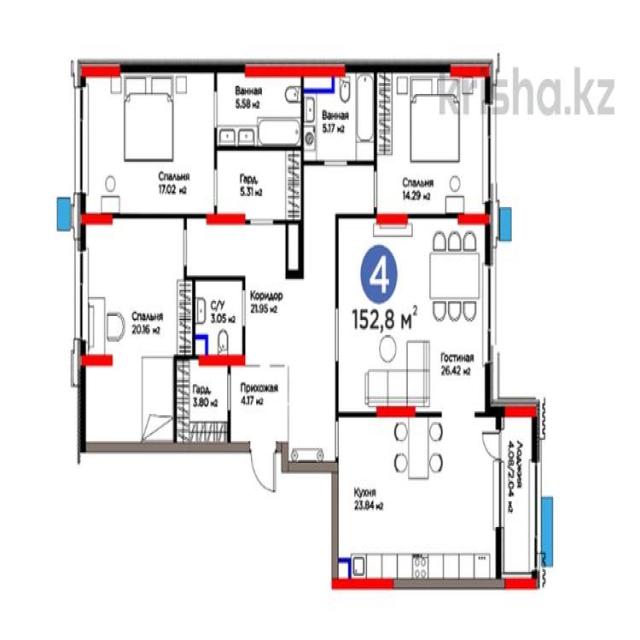 krisha.kz
Ванная
5.58 м2
Ванная
5.17 м2
Спальня
17.02 м2
Гард.
5.31 м2
Спальня
14.29 м2
4
152,8 м2
Спальня
20.16 м2
С/У
3.05 м2
Коридор
21.95 м2
Гостиная
26.42 м2
Гард.
3.80 м2
Прихожая
4.17 м2
Кухня
23.84 м2
Лоджия
4.08/2.04
м2